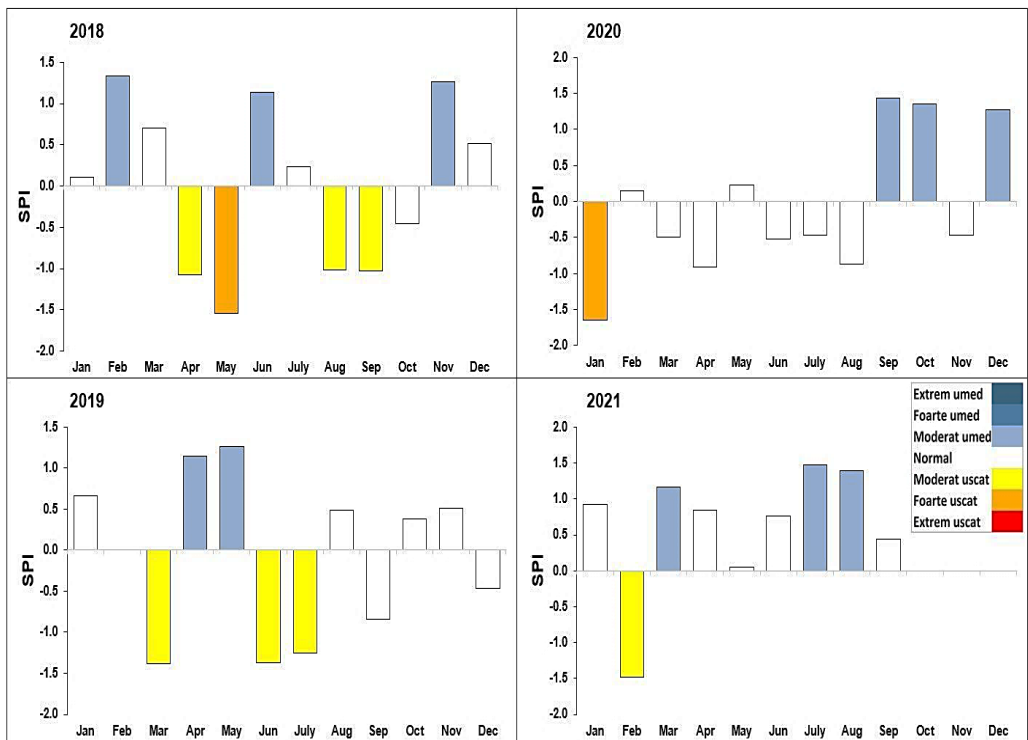 2018
1.5
1.0
0.5
0.0
-0.5
-1.0
-1.5
-2.0
SPI
Jan Feb Mar Apr May Jun July Aug Sep Oct Nov Dec
2020
2.0
1.5
1.0
0.5
0.0
-0.5
-1.0
-1.5
-2.0
SPI
Jan Feb Mar Apr May Jun July Aug Sep Oct Nov Dec
2019
1.5
1.0
0.5
0.0
-0.5
-1.0
-1.5
-2.0
SPI
Jan Feb Mar Apr May Jun July Aug Sep Oct Nov Dec
2021
2.0
1.5
1.0
0.5
0.0
-0.5
-1.0
-1.5
-2.0
SPI
Jan Feb Mar Apr May Jun July Aug Sep Oct Nov Dec
Extrem umed
Foarte umed
Moderat umed
Normal
Moderat uscat
Foarte uscat
Extrem uscat